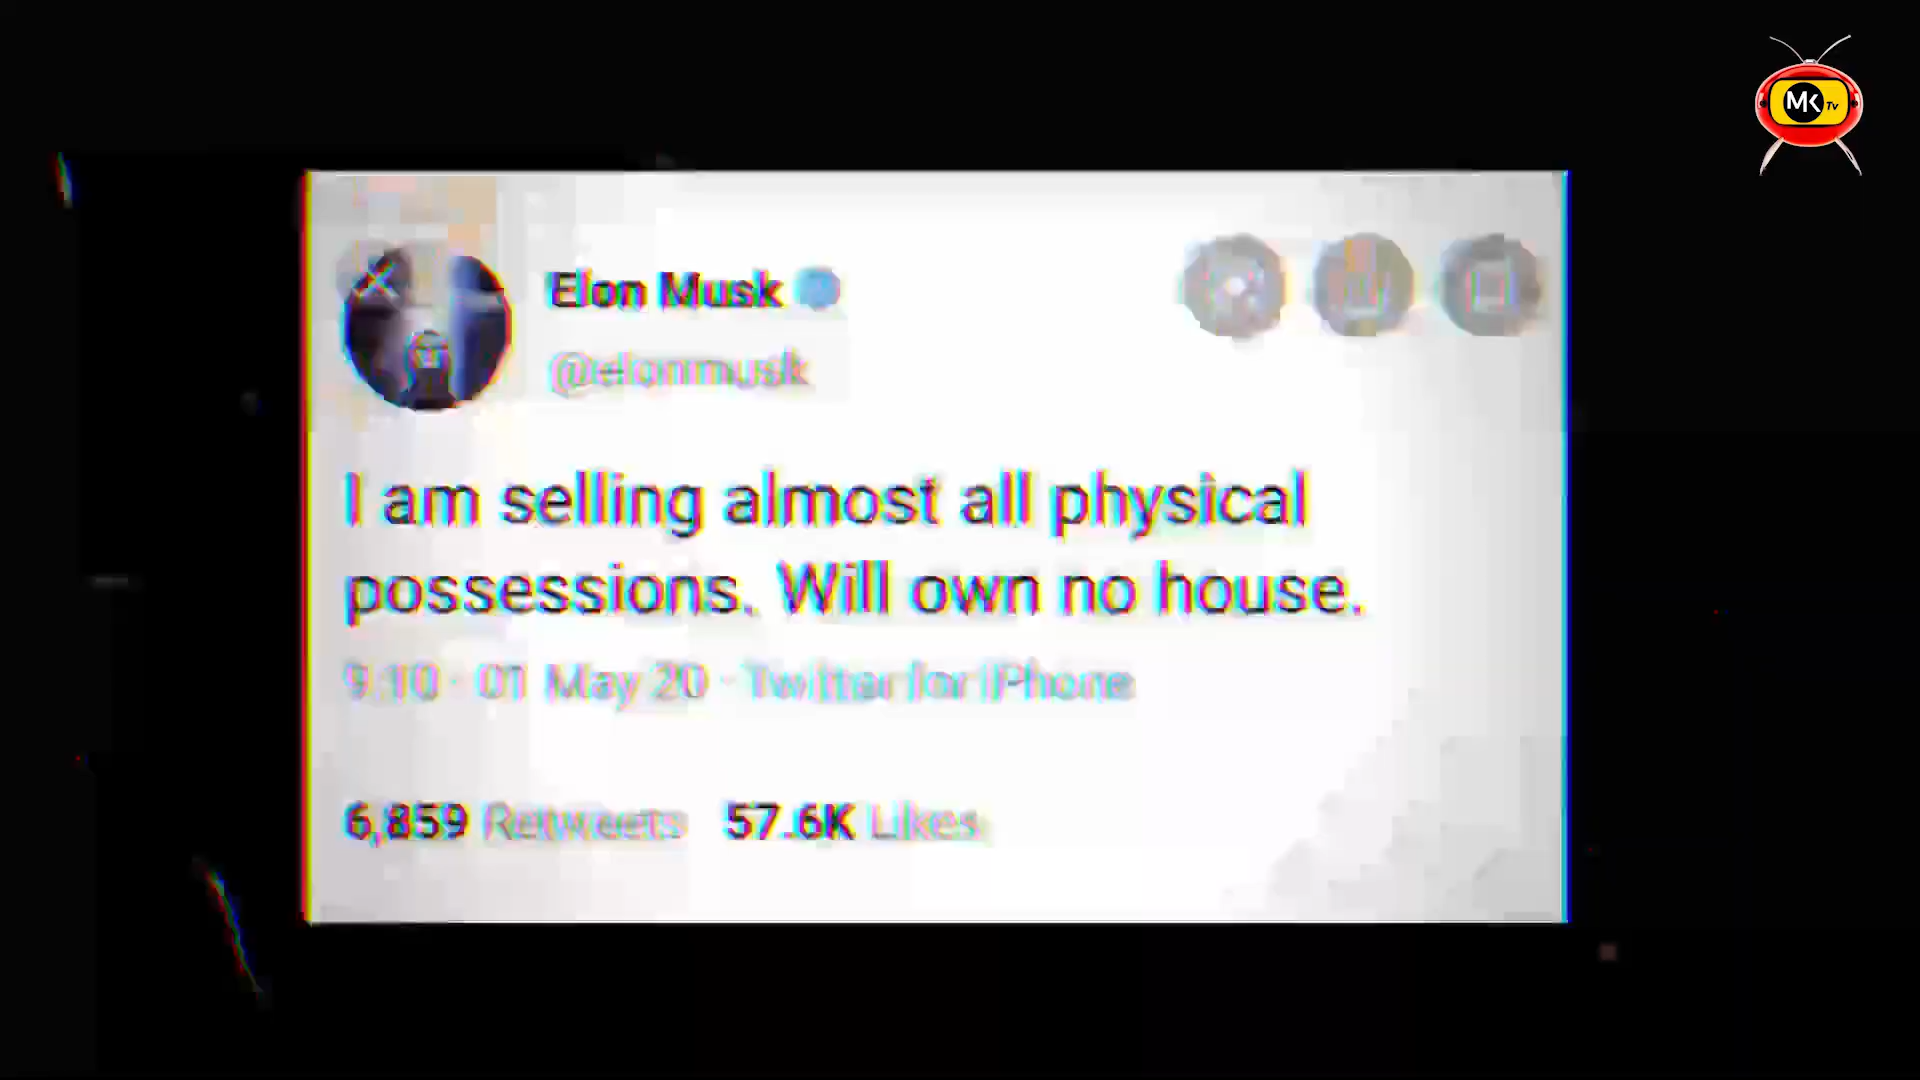 MK Tv
Elon Musk
@elonmusk
I am selling almost all physical
possessions. Will own no house.
9:10 · 01 May 20 · Twitter for iPhone
6,859 Retweets 57.6K Likes